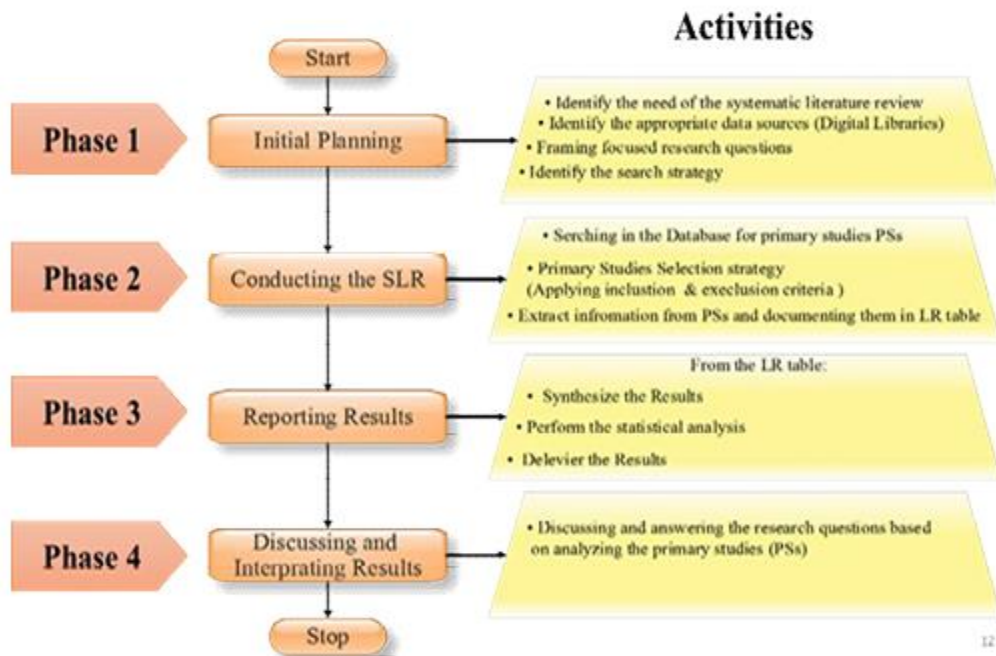 Activities
Start
Phase 1
Initial Planning
• Identify the need of the systematic literature review
• Identify the appropriate data sources (Digital Libraries)
• Framing focused research questions
• Identify the search strategy
Phase 2
Conducting the SLR
• Serching in the Database for primary studies PSs
• Primary Studies Selection strategy
(Applying inclustion & execlusion criteria )
• Extract infromation from PSs and documenting them in LR table
Phase 3
Reporting Results
From the LR table:
• Synthesize the Results
• Perform the statistical analysis
• Delevier the Results
Phase 4
Discussing and
Interprating Results
• Discussing and answering the research questions based
on analyzing the primary studies (PSs)
Stop
12